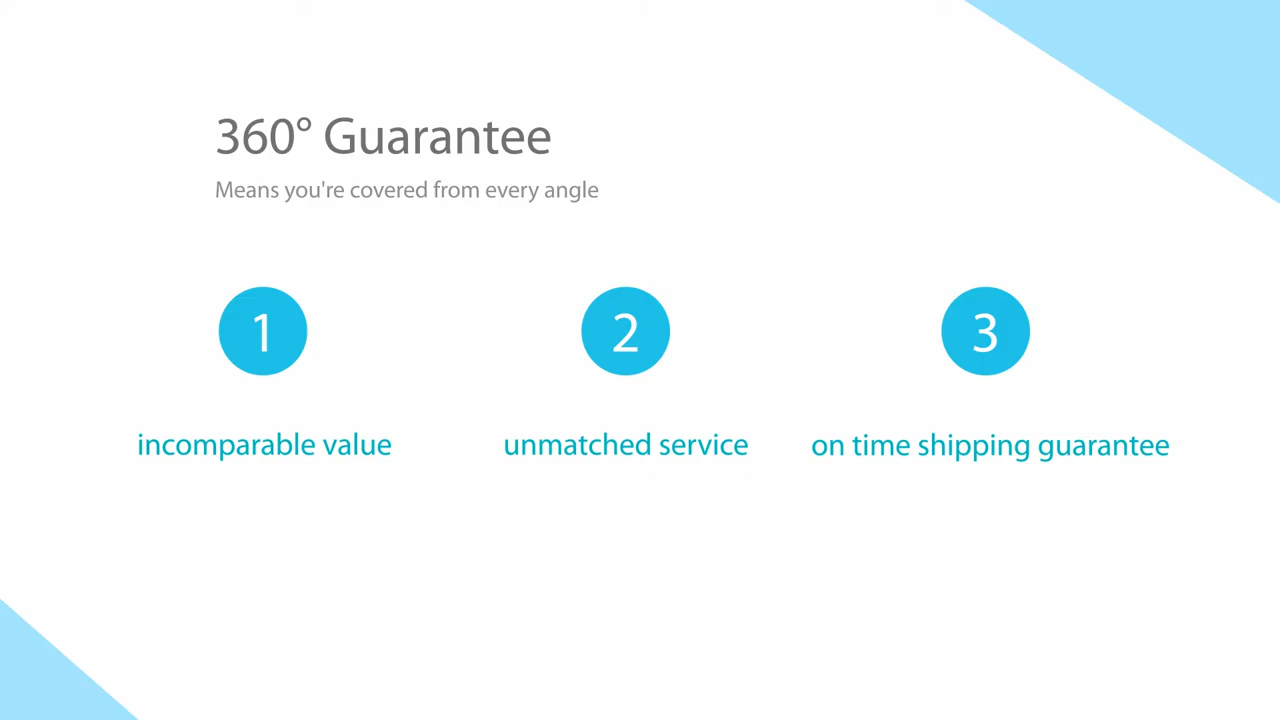 360° Guarantee
Means you're covered from every angle
1
2
3
incomparable value
unmatched service
on time shipping guarantee